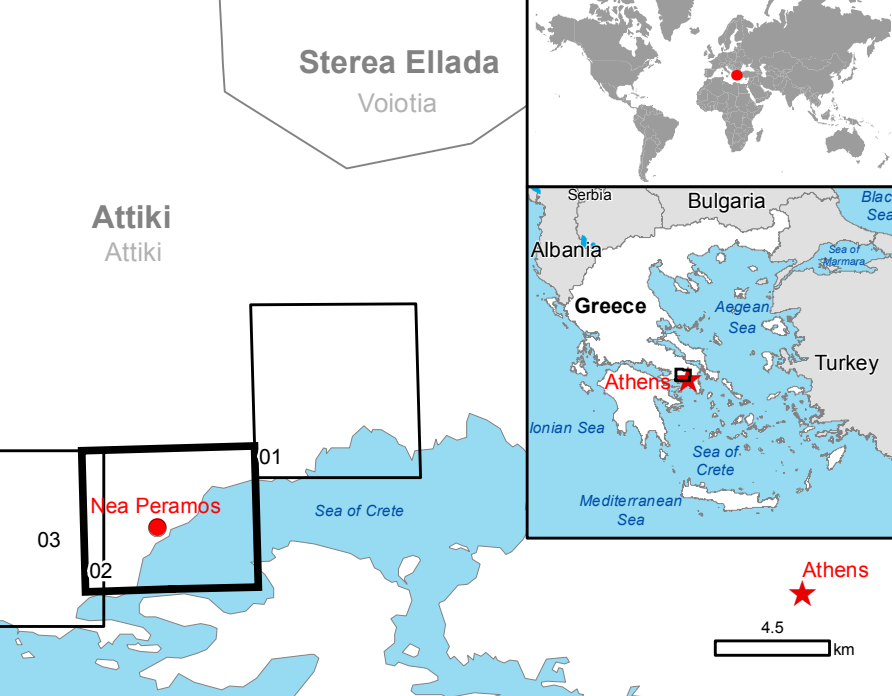 Sterea Ellada
Voiotia
Attiki
Attiki
01
Nea Peramos
Sea of Crete
03
02
Serbia
Bulgaria
Blac
Sea
Albania
Sea of
Marmara
Greece
Aegean
Sea
Turkey
Athens
Ionian Sea
Sea of
Crete
Mediterranean
Sea
Athens
4.5
km